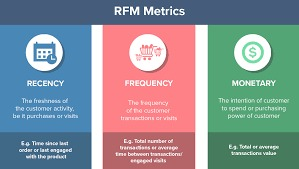 RFM Metrics
RECENCY
The freshness of
the customer activity,
be it purchases or visits
E.g. Time since last
order or last engaged
with the product
FREQUENCY
The frequency
of the customer
transactions or visits
E.g. Total number of
transactions or average
time between transactions/
engaged visits
MONETARY
The intention of customer
to spend or purchasing
power of customer
E.g. Total or average
transactions value